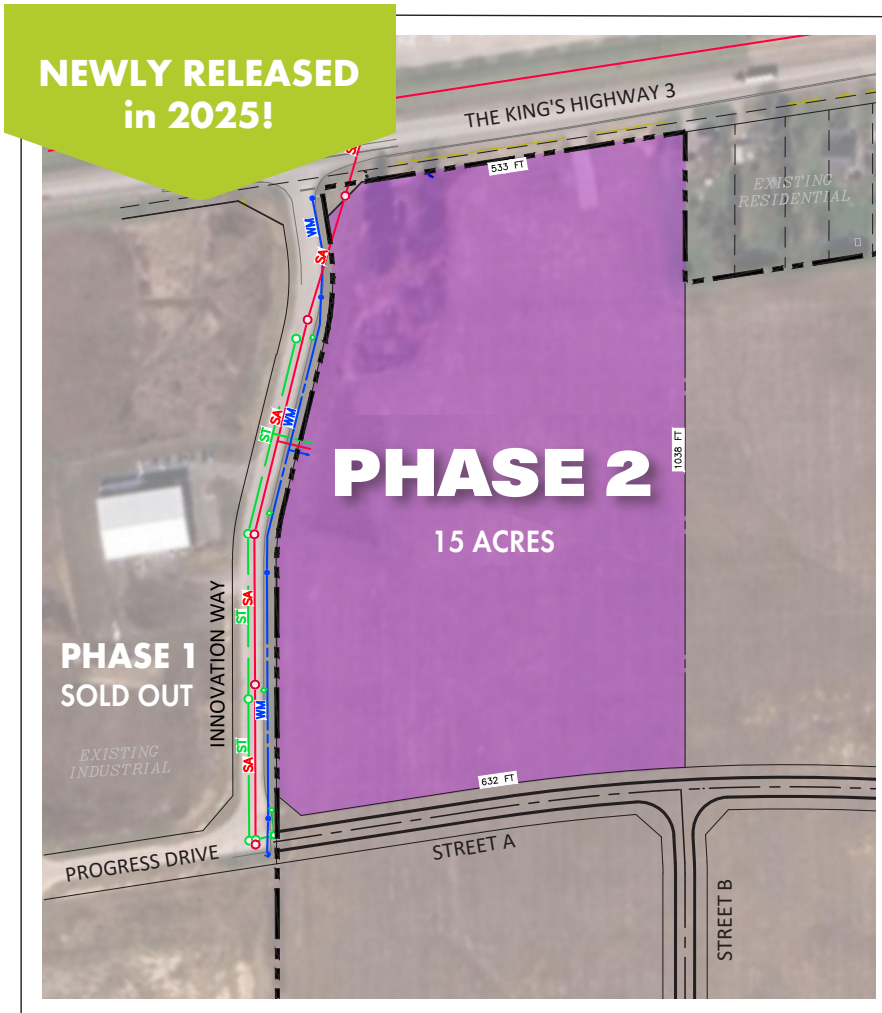 NEWLY RELEASED
in 2025!
THE KING'S HIGHWAY 3
533 FT
EXISTING
RESIDENTIAL
WM
SA
SA
WM
ST
1038 FT
PHASE 2
15 ACRES
INNOVATION WAY
SA
ST
PHASE 1
SOLD OUT
WM
ST
SA
EXISTING
INDUSTRIAL
632 FT
PROGRESS DRIVE
STREET A
STREET B